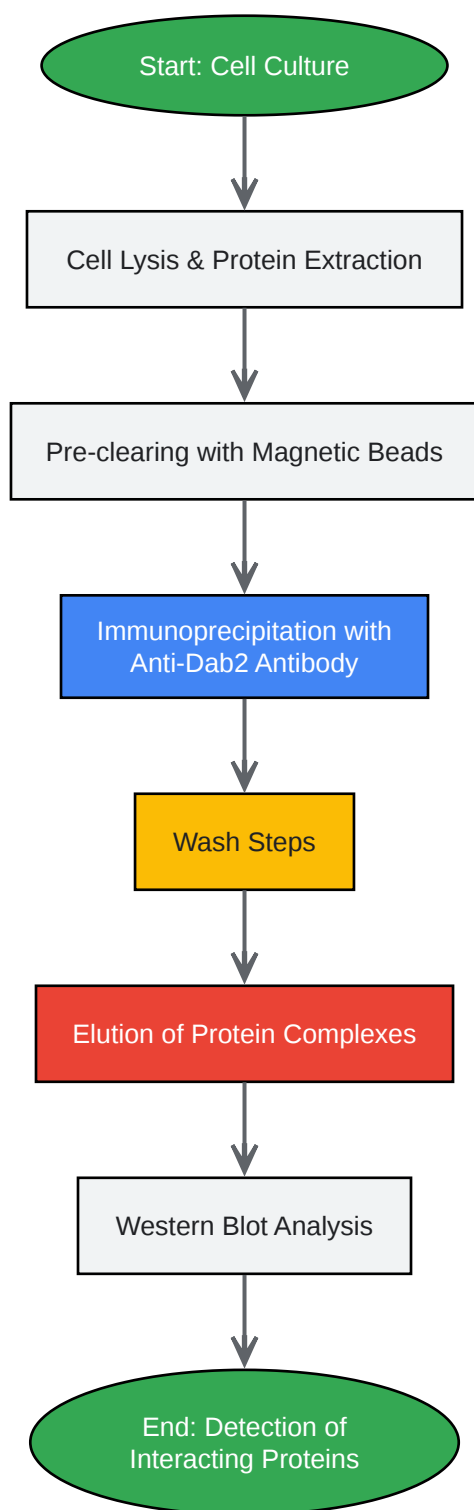 Start: Cell Culture
Cell Lysis & Protein Extraction
Pre-clearing with Magnetic Beads
Immunoprecipitation with
Anti-Dab2 Antibody
Wash Steps
Elution of Protein Complexes
Western Blot Analysis
End: Detection of
Interacting Proteins